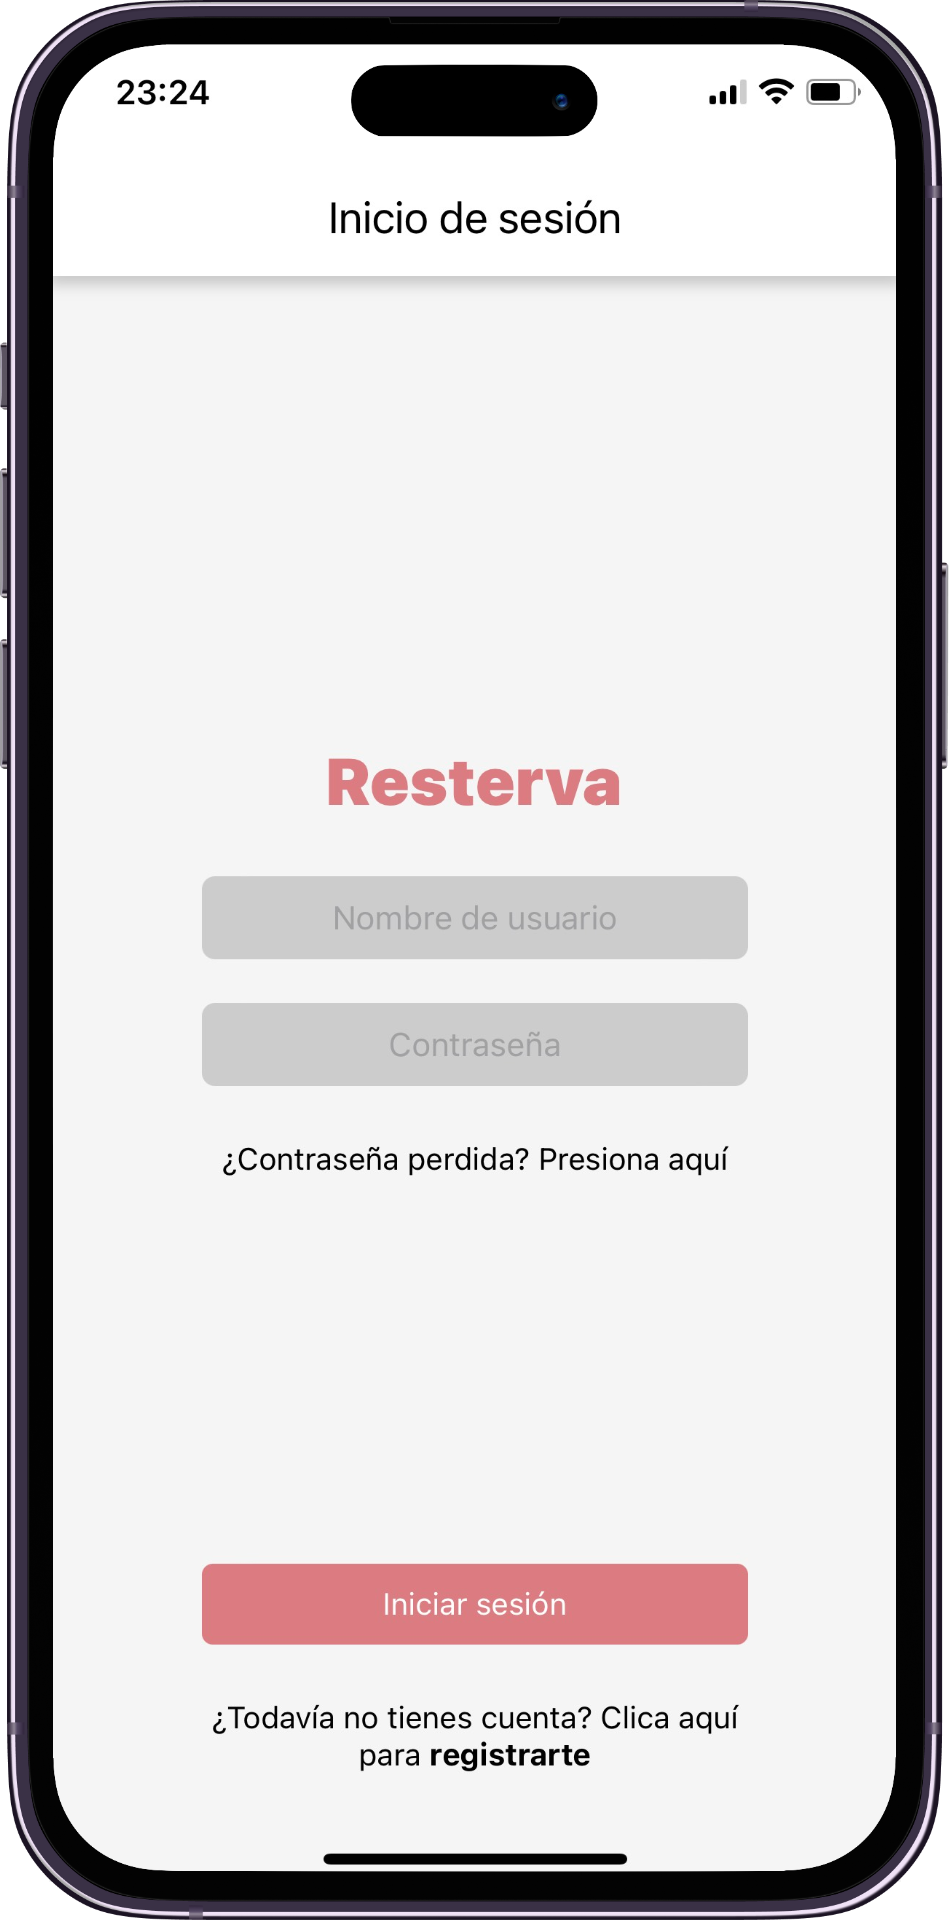 23:24
Inicio de sesión
Resterva
Nombre de usuario
Contraseña
¿Contraseña perdida? Presiona aquí
Iniciar sesión
¿Todavía no tienes cuenta? Clica aquí
para registrarte